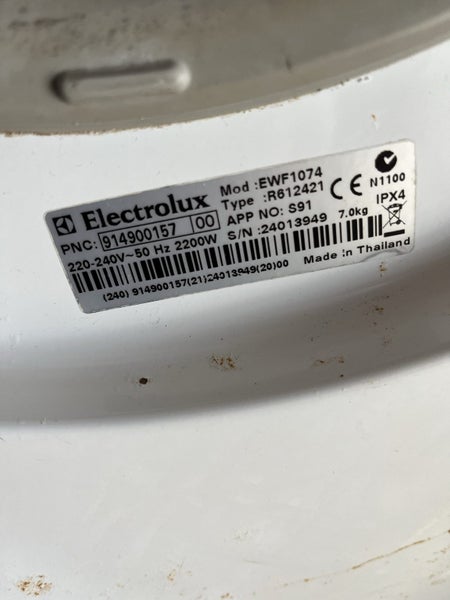 Electrolux
Mod :EWF1074
Type :R612421
N1100
PNC: 914900157 00
APP NO: S91
IPX4
220-240V~50 Hz 2200W
S/N :24013949
7.0kg
Made in Thailand
(240) 914900157(21)24013949(20)00